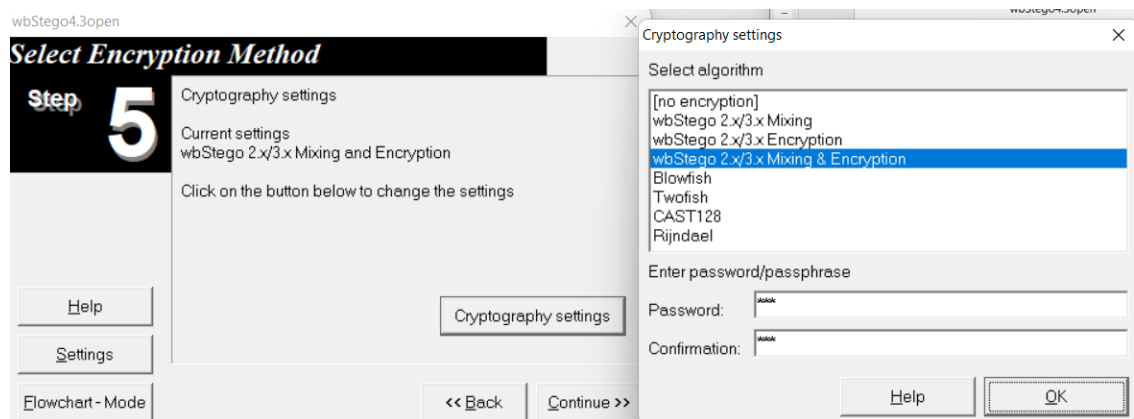 wbStego4.3open
Select Encryption Method
Step 5
Cryptography settings
Current settings
wbStego 2.x/3.x Mixing and Encryption
Click on the button below to change the settings
Cryptography settings
Help
Settings
Flowchart - Mode
<< Back
Continue >>
wbStego4.3open
Cryptography settings
Select algorithm
[no encryption]
wbStego 2.x/3.x Mixing
wbStego 2.x/3.x Encryption
wbStego 2.x/3.x Mixing & Encryption
Blowfish
Twofish
CAST128
Rijndael
Enter password/passphrase
Password: ****
Confirmation: ****
Help
OK